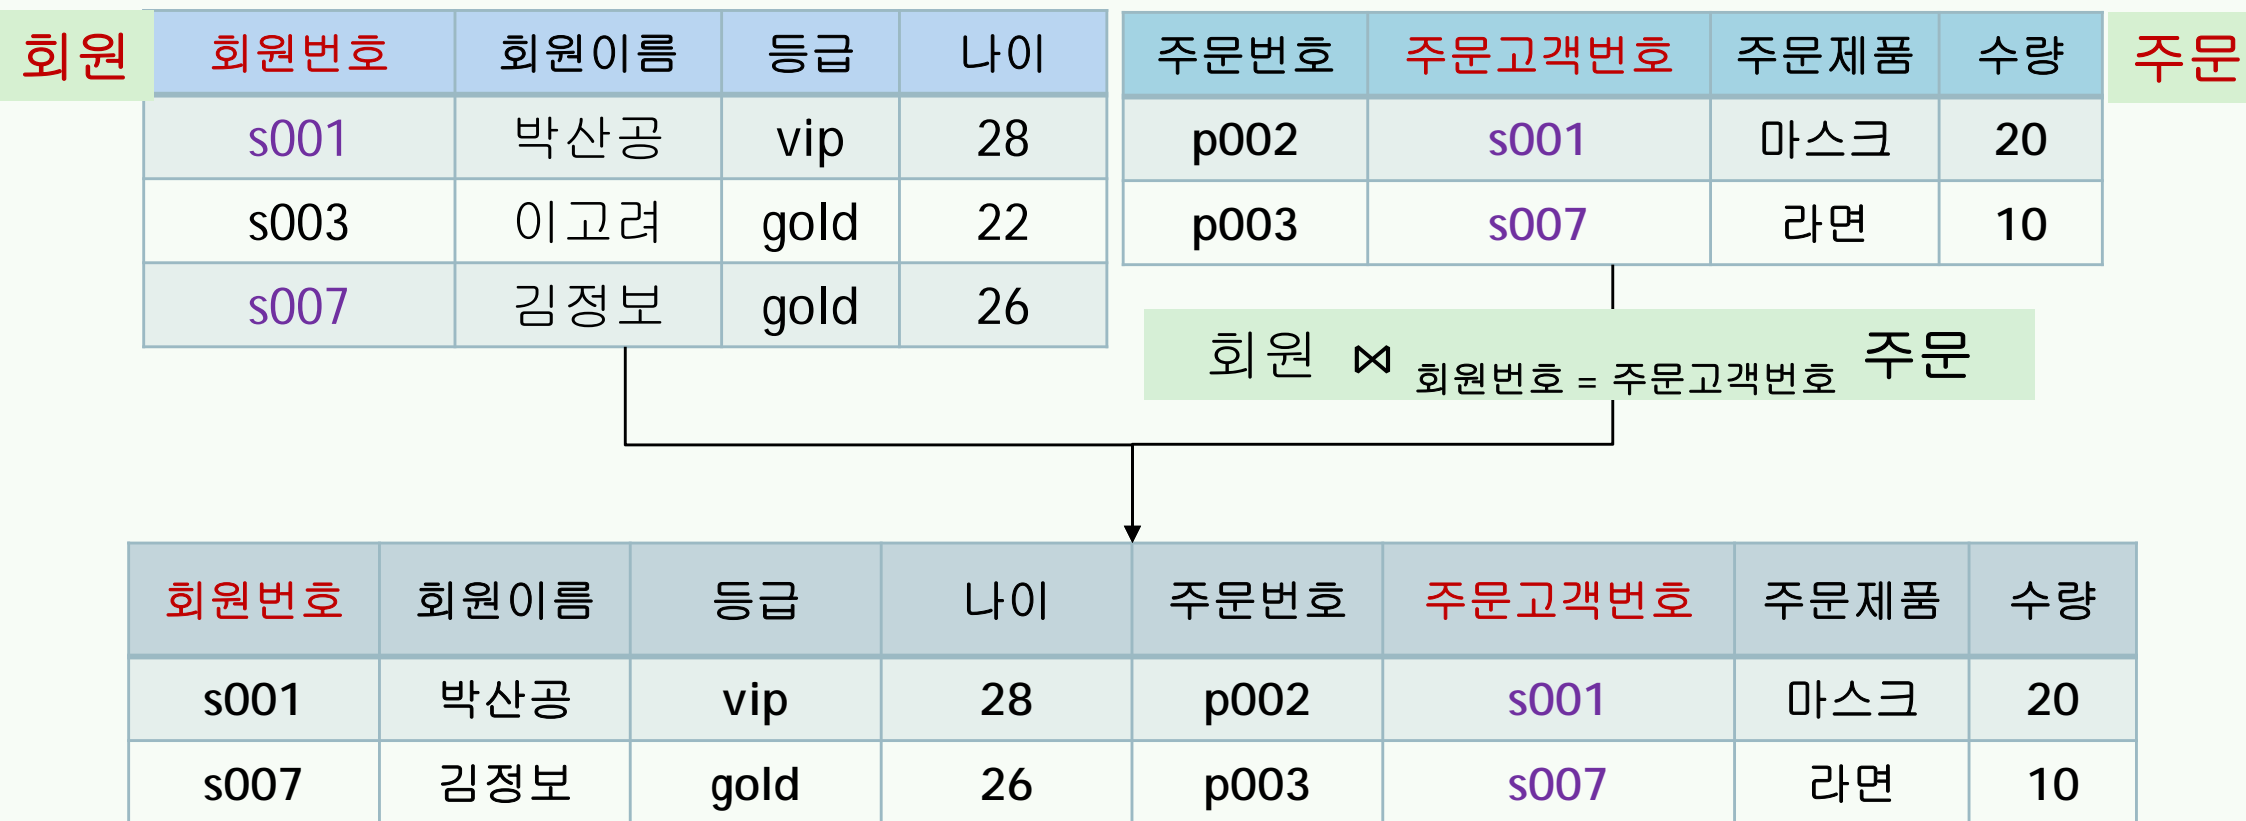 회원
회원번호 회원이름 등급 나이
s001 박산공 vip 28
s003 이고려 gold 22
s007 김정보 gold 26
주문번호 주문고객번호 주문제품 수량
p002 s001 마스크 20
p003 s007 라면 10
주문
회원 ⋈ 회원번호 = 주문고객번호 주문
회원번호 회원이름 등급 나이 주문번호 주문고객번호 주문제품 수량
s001 박산공 vip 28 p002 s001 마스크 20
s007 김정보 gold 26 p003 s007 라면 10